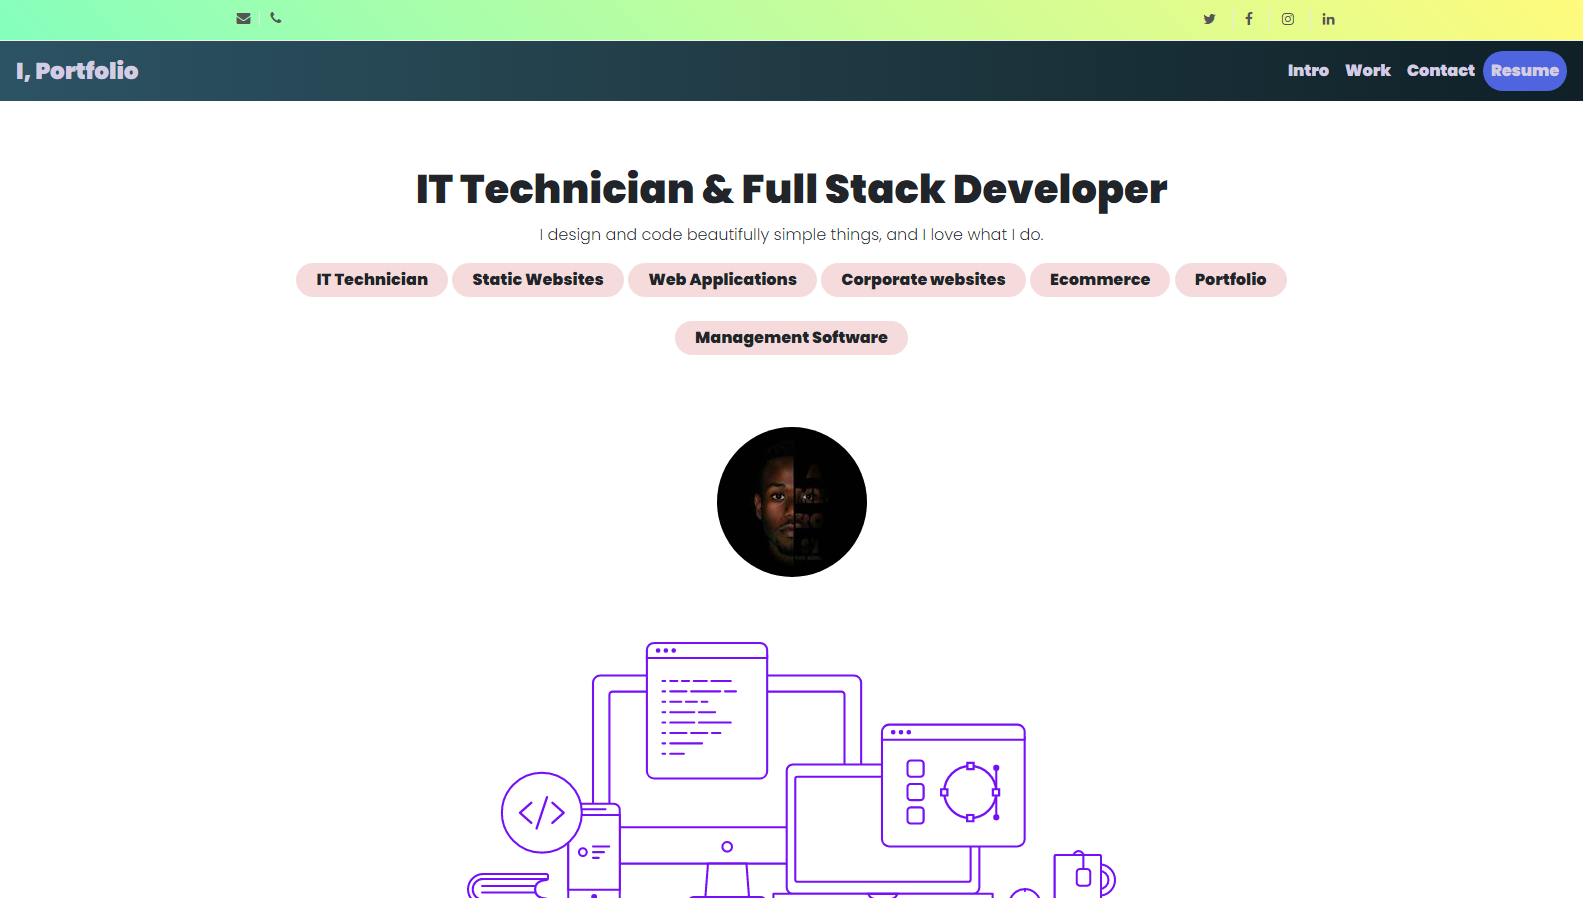 I, Portfolio
Intro Work Contact Resume
IT Technician & Full Stack Developer
I design and code beautifully simple things, and I love what I do.
IT Technician Static Websites Web Applications Corporate websites Ecommerce Portfolio
Management Software